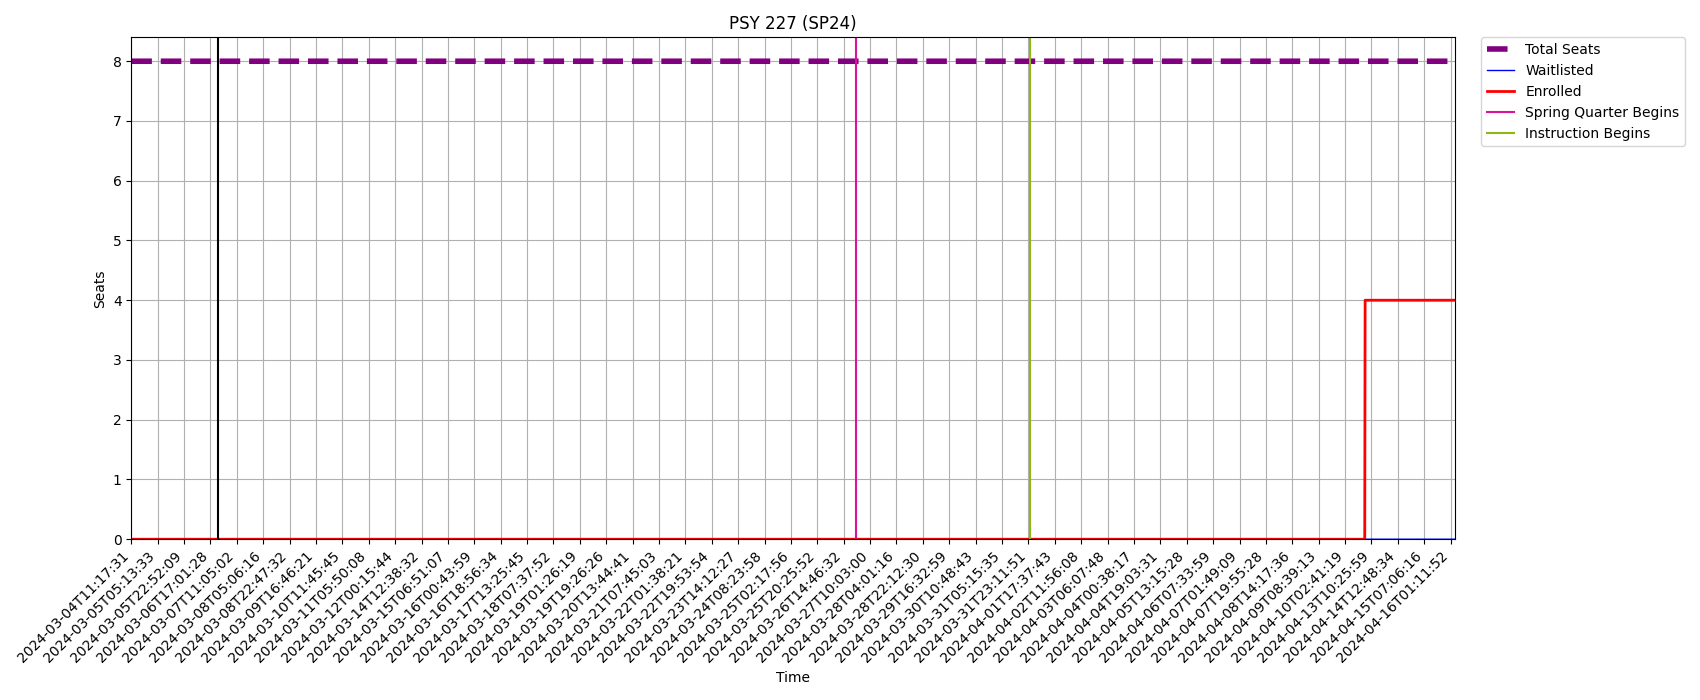 PSY 227 (SP24)
Total Seats
Waitlisted
Enrolled
Spring Quarter Begins
Instruction Begins
Seats
8
7
6
5
4
3
2
1
0
2024-03-04T11:17:31
2024-03-05T05:13:33
2024-03-05T22:52:09
2024-03-06T17:01:28
2024-03-07T11:05:02
2024-03-08T05:06:16
2024-03-08T22:47:32
2024-03-09T16:46:21
2024-03-10T11:45:45
2024-03-11T05:50:08
2024-03-12T00:15:44
2024-03-14T12:38:32
2024-03-15T06:51:07
2024-03-16T00:43:59
2024-03-16T18:56:34
2024-03-17T13:25:45
2024-03-18T07:37:52
2024-03-19T01:26:19
2024-03-19T19:26:26
2024-03-20T13:44:41
2024-03-21T07:45:03
2024-03-22T01:38:21
2024-03-22T19:53:54
2024-03-23T14:12:27
2024-03-24T08:23:58
2024-03-25T02:17:56
2024-03-25T20:25:52
2024-03-26T14:46:32
2024-03-27T10:03:00
2024-03-28T04:01:16
2024-03-28T22:12:30
2024-03-29T16:32:59
2024-03-30T10:48:43
2024-03-31T05:15:35
2024-03-31T23:11:51
2024-04-01T17:37:43
2024-04-02T11:56:08
2024-04-03T06:07:48
2024-04-04T00:38:17
2024-04-04T19:03:31
2024-04-05T13:15:28
2024-04-06T07:33:59
2024-04-07T01:49:09
2024-04-07T19:55:28
2024-04-08T14:17:36
2024-04-09T08:39:13
2024-04-10T02:41:19
2024-04-13T10:25:59
2024-04-14T12:48:34
2024-04-15T07:06:16
2024-04-16T01:11:52
Time